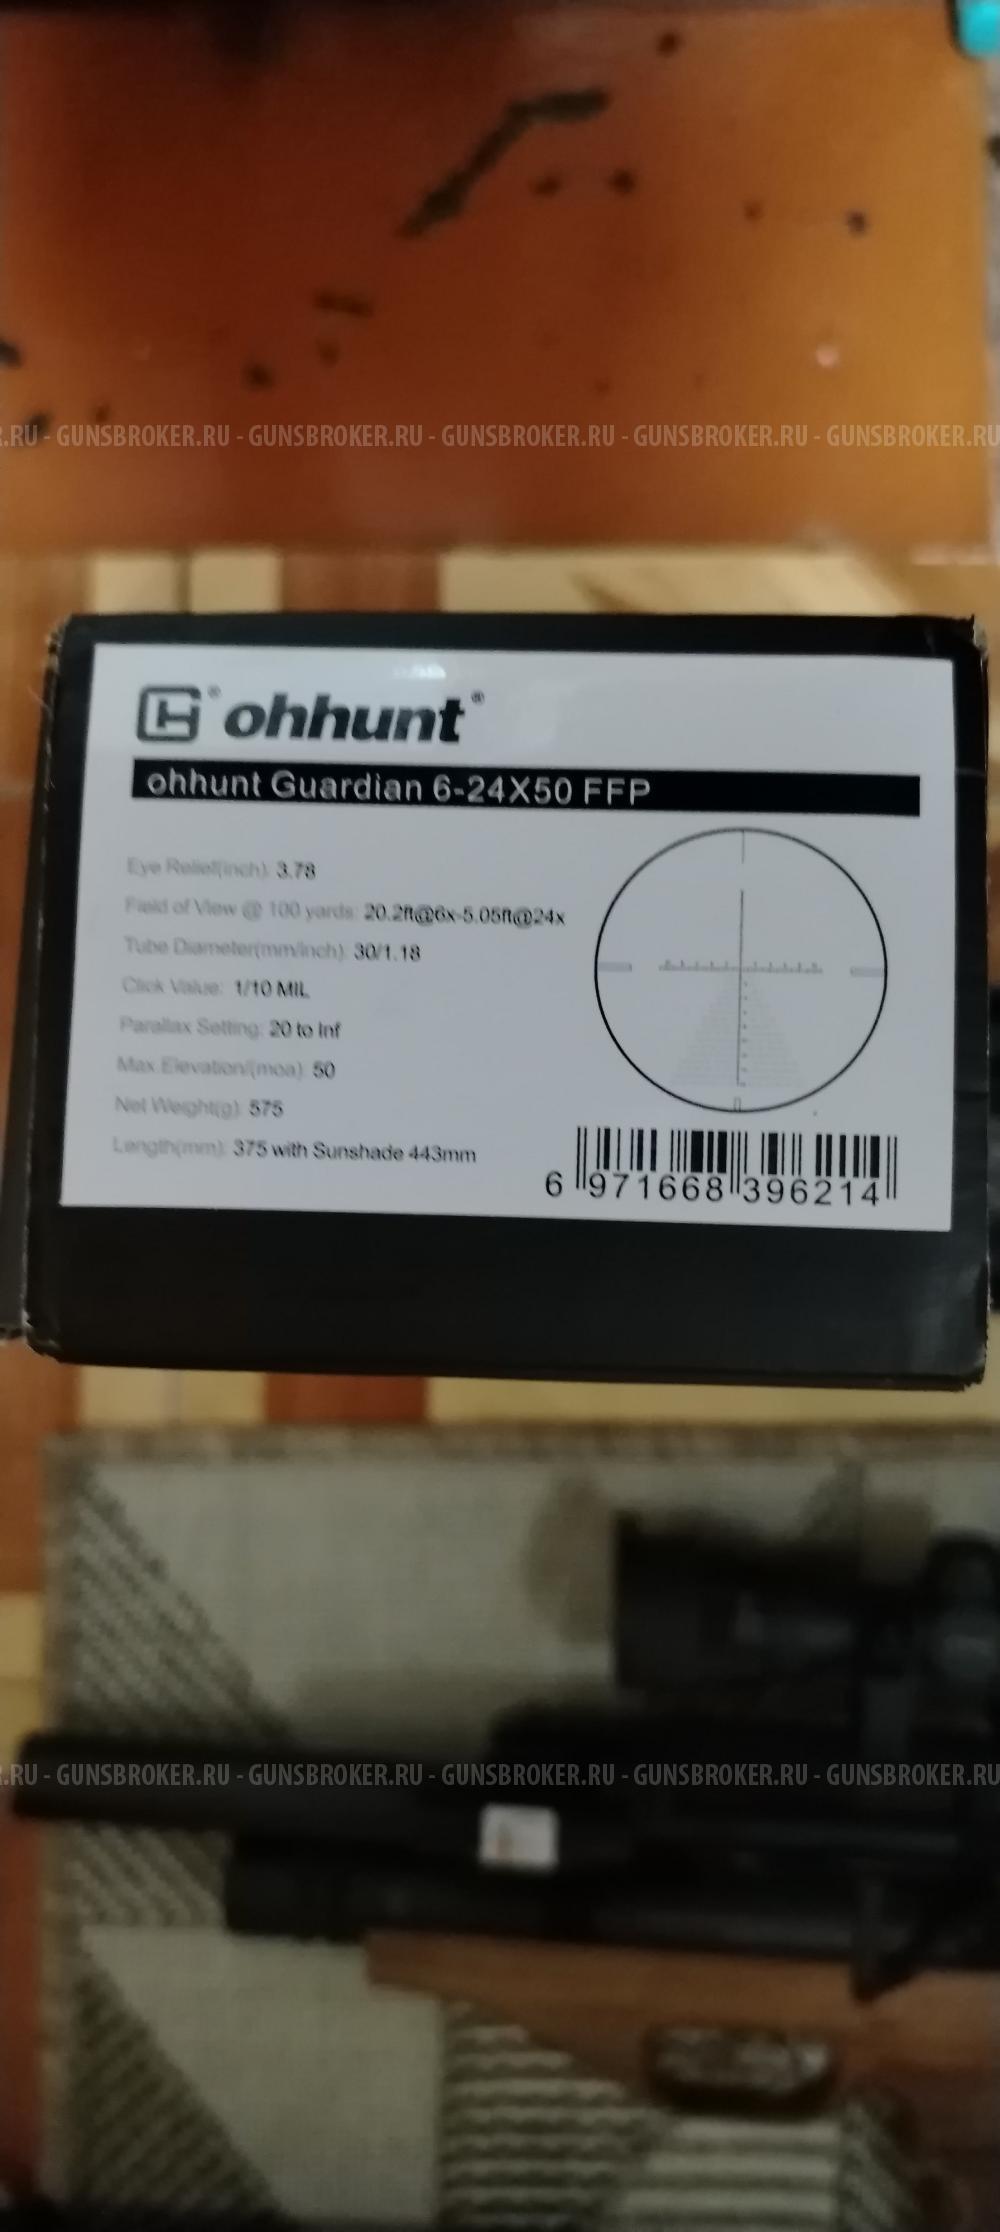 .RU - GUNSBROKER.RU - GUNSBROKER.RU - GUNSBROKER.RU - GUNSBROKER.RU - GUNSBROKER.RU
ohhunt®
ohhunt Guardian 6-24X50 FFP
Eye Relief(inch): 3.78
Field of View @ 100 yards: 20.2ft@6x-5.05ft@24x
Tube Diameter(mm/inch): 30/1.18
Click Value: 1/10 MIL
Parallax Setting: 20 to Inf
Max.Elevation/(moa): 50
Net Weight(g): 575
Length(mm): 375 with Sunshade 443mm
6 971668 396214
.RU - GUNSBROKER.RU - GUNSBROKER.RU - GUNSBROKER.RU - GUNSBROKER.RU - GUNSBROKER.RU